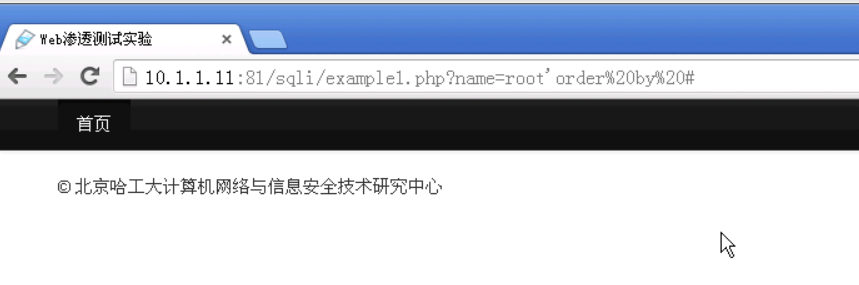 Web渗透测试实验
10.1.1.11:81/sqli/example1.php?name=root'order%20by%20#
首页
© 北京哈工大计算机网络与信息安全技术研究中心